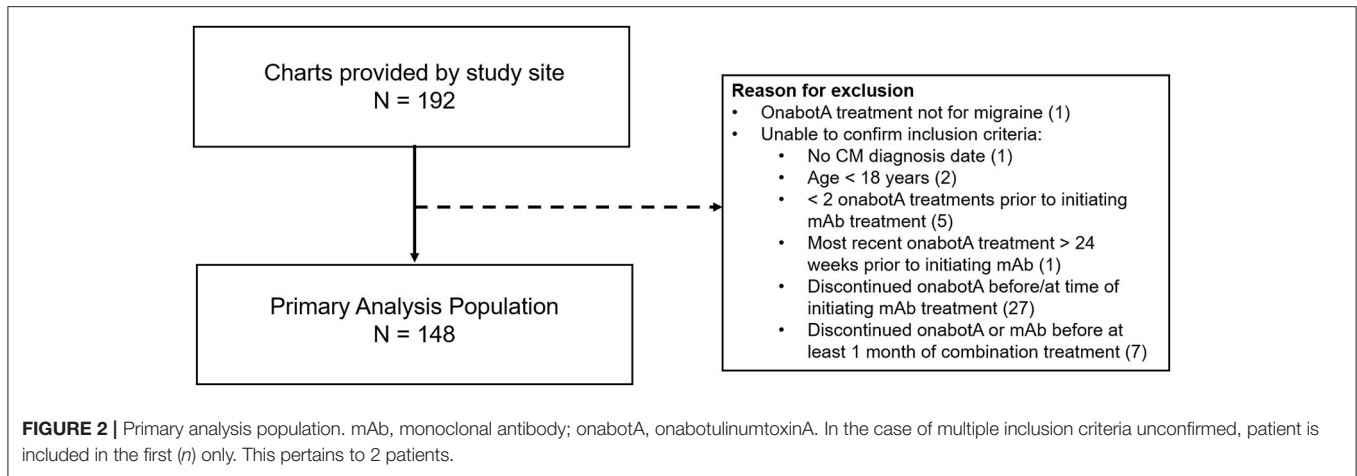 Charts provided by study site
N = 192
Reason for exclusion
• OnabotA treatment not for migraine (1)
• Unable to confirm inclusion criteria:
• No CM diagnosis date (1)
• Age < 18 years (2)
• < 2 onabotA treatments prior to initiating
mAb treatment (5)
• Most recent onabotA treatment > 24
weeks prior to initiating mAb (1)
• Discontinued onabotA before/at time of
initiating mAb treatment (27)
• Discontinued onabotA or mAb before at
least 1 month of combination treatment (7)
Primary Analysis Population
N = 148
FIGURE 2 | Primary analysis population. mAb, monoclonal antibody; onabotA, onabotulinumtoxinA. In the case of multiple inclusion criteria unconfirmed, patient is
included in the first (n) only. This pertains to 2 patients.